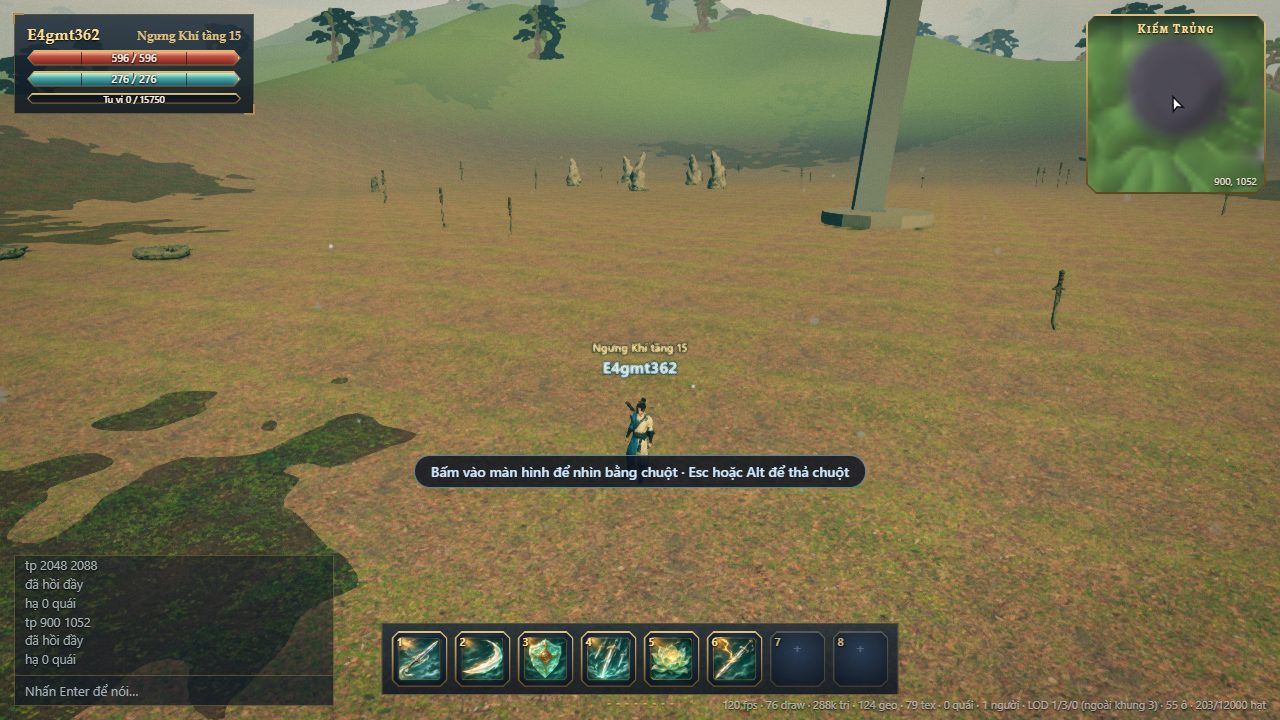 E4gmt362 Ngưng Khí tầng 15
596 / 596
276 / 276
Tu vi 0 / 15750
KIẾM TRỦNG
900, 1052
Ngưng Khí tầng 15
E4gmt362
Bấm vào màn hình để nhìn bằng chuột · Esc hoặc Alt để thả chuột
tp 2048 2088
đã hồi đầy
hạ 0 quái
tp 900 1052
đã hồi đầy
hạ 0 quái
Nhấn Enter để nói...
1 2 3 4 5 6 7 8
+ +
120 fps · 76 draw · 288k tri · 124 geo · 79 tex · 0 quái · 1 người · LOD 1/3/0 (ngoài khung 3) · 55 ô · 203/12000 hạt